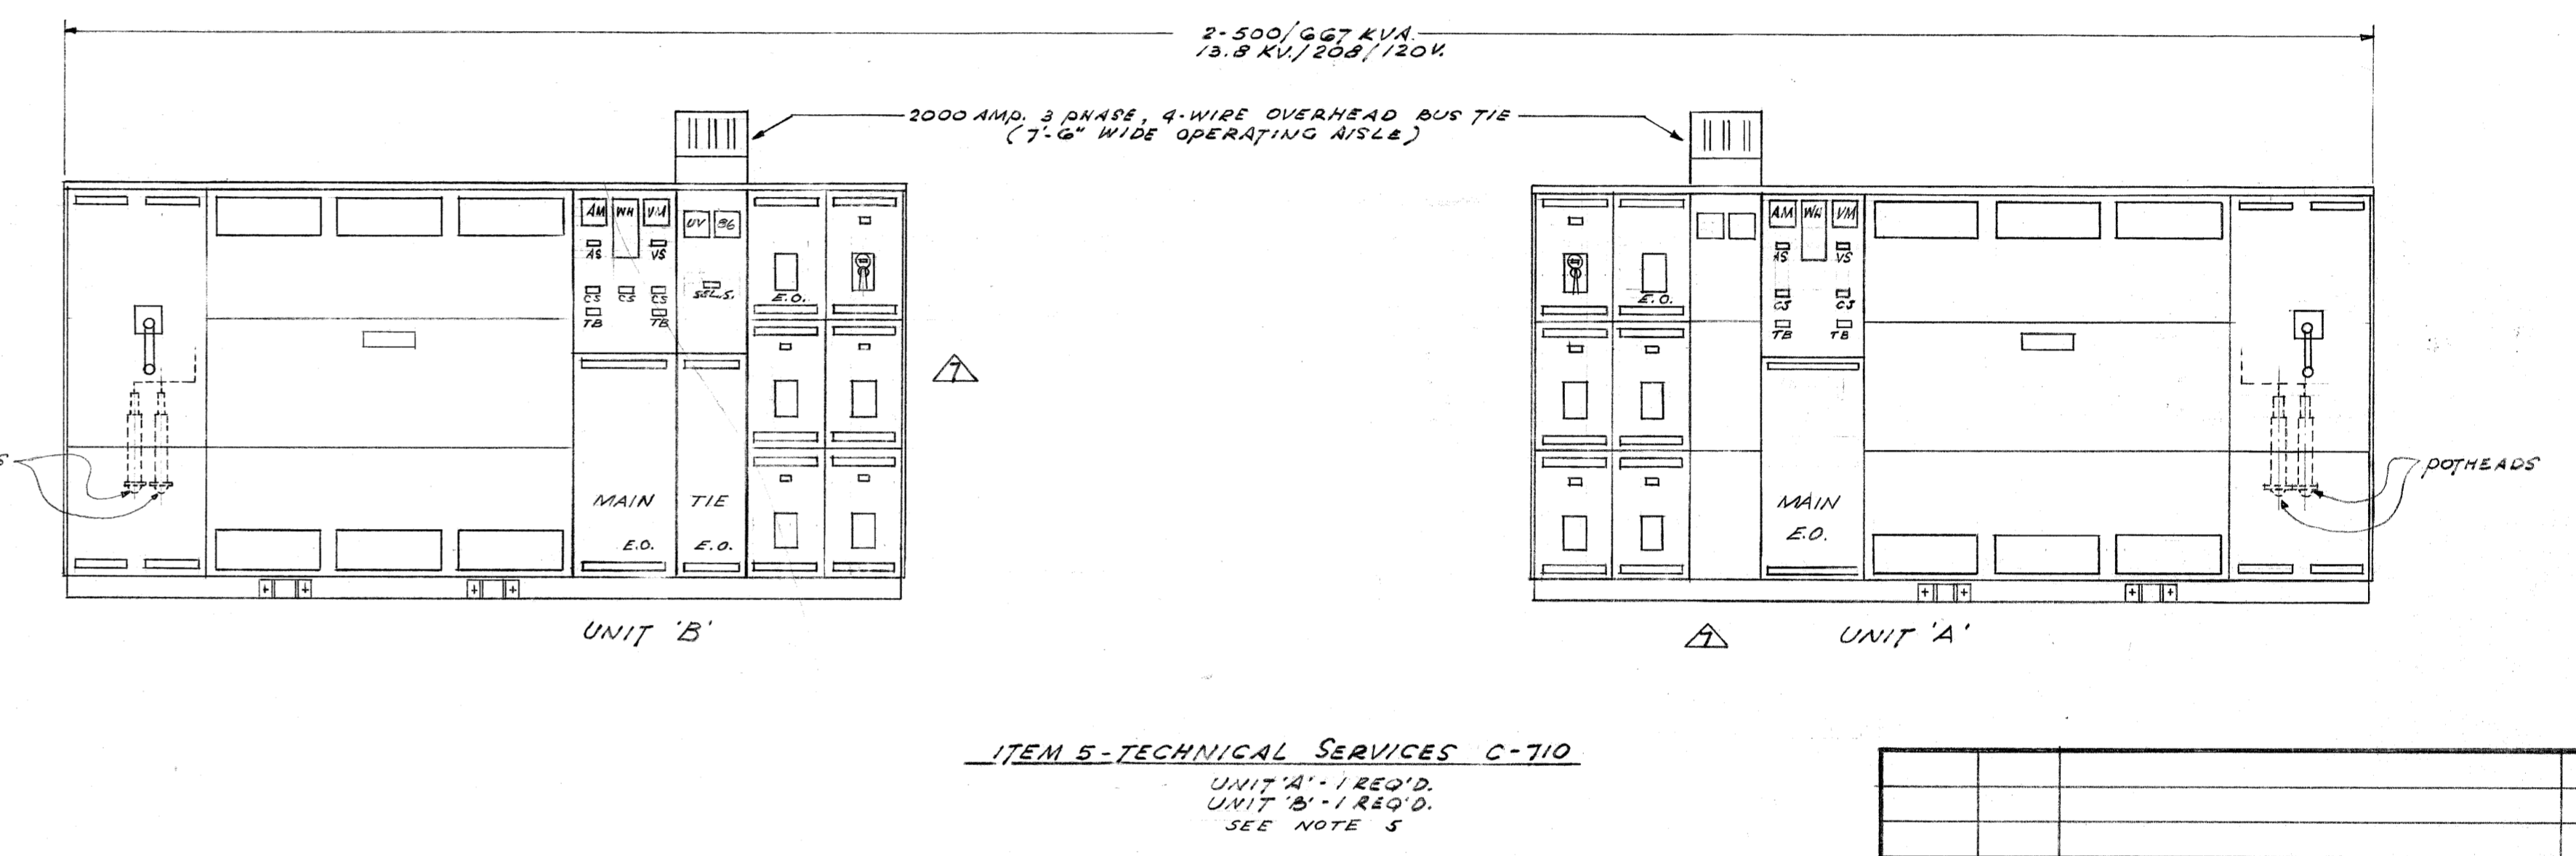 2-500/667 KVA.
13.8 KV./208/120V.
2000 AMP. 3 PHASE, 4-WIRE OVERHEAD BUS TIE
(7'-6" WIDE OPERATING AISLE)
AM WH VM
UV 86
AS VS
CS CS CS
SEL.S.
E.O.
TB TB
MAIN TIE
E.O. E.O.
S
7
UNIT 'B'
AM WH VM
AS VS
E.O.
CS CS
TB TB
MAIN
E.O.
POTHEADS
7
UNIT 'A'
ITEM 5-TECHNICAL SERVICES C-710
UNIT 'A' - 1 REQ'D.
UNIT 'B' - 1 REQ'D.
SEE NOTE 5